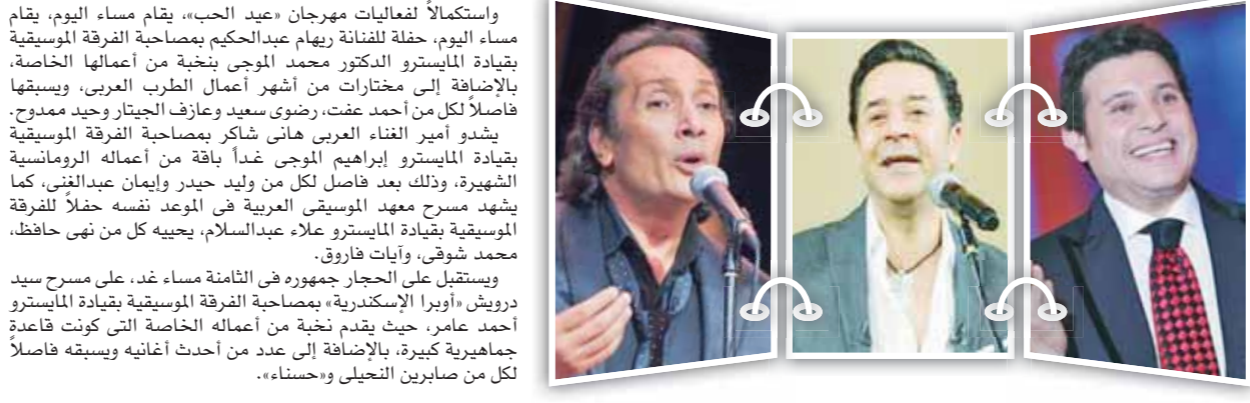 واستكمالاً لفعاليات مهرجان «عيد الحب»، يقام مساء اليوم، يقام
مساء اليوم، حفلة للفنانة ريهام عبدالحكيم بمصاحبة الفرقة الموسيقية
بقيادة المايسترو الدكتور محمد الموجى بنخبة من أعمالها الخاصة،
بالإضافة إلى مختارات من أشهر أعمال الطرب العربى، ويسبقها
فاصلاً لكل من أحمد عفت، رضوى سعيد وعازف الجيتار وحيد ممدوح.
يشدو أمير الغناء العربى هانى شاكر بمصاحبة الفرقة الموسيقية
بقيادة المايسترو إبراهيم الموجى غداً باقة من أعماله الرومانسية
الشهيرة، وذلك بعد فاصل لكل من وليد حيدر وإيمان عبدالغنى، كما
يشهد مسرح معهد الموسيقى العربية فى الموعد نفسه حفلاً للفرقة
الموسيقية بقيادة المايسترو علاء عبدالسلام، يحييه كل من نهى حافظ،
محمد شوقى، وآيات فاروق.
ويستقبل على الحجار جمهوره فى الثامنة مساء غد، على مسرح سيد
درويش «أوبرا الإسكندرية» بمصاحبة الفرقة الموسيقية بقيادة المايسترو
أحمد عامر، حيث يقدم نخبة من أعماله الخاصة التى كونت قاعدة
جماهيرية كبيرة، بالإضافة إلى عدد من أحدث أغانيه ويسبقه فاصلاً
لكل من صابرين النحيلى و«حسناء».